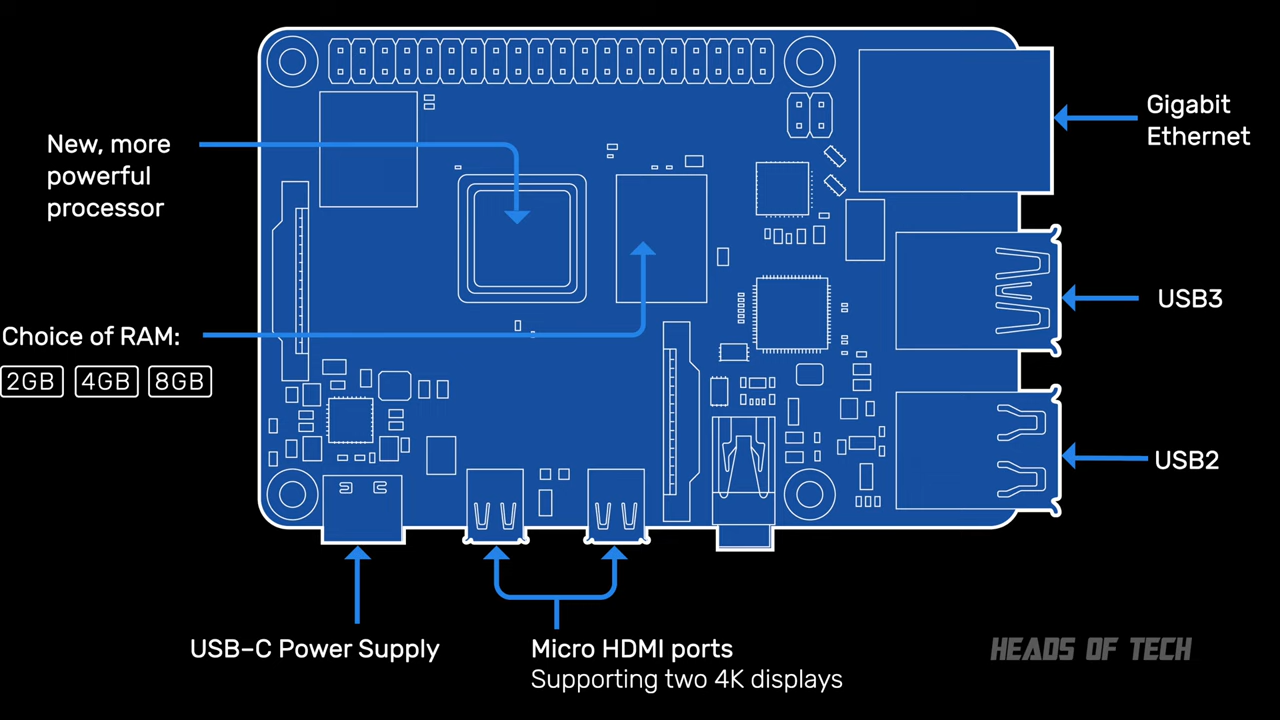 New, more
powerful
processor
Choice of RAM:
2GB 4GB 8GB
Gigabit
Ethernet
USB3
USB2
USB-C Power Supply
Micro HDMI ports
Supporting two 4K displays
HEADS OF TECH